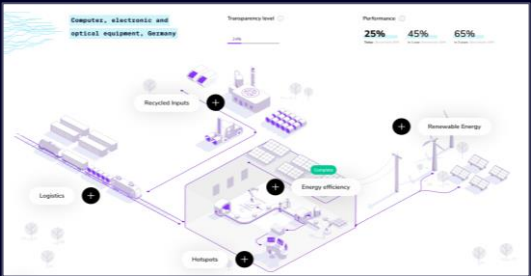 Computer, electronic and
optical equipment, Germany
Transparency level
Performance
25%
45%
65%
Recycled Inputs
Renewable Energy
Energy efficiency
Logistics
Hotspots